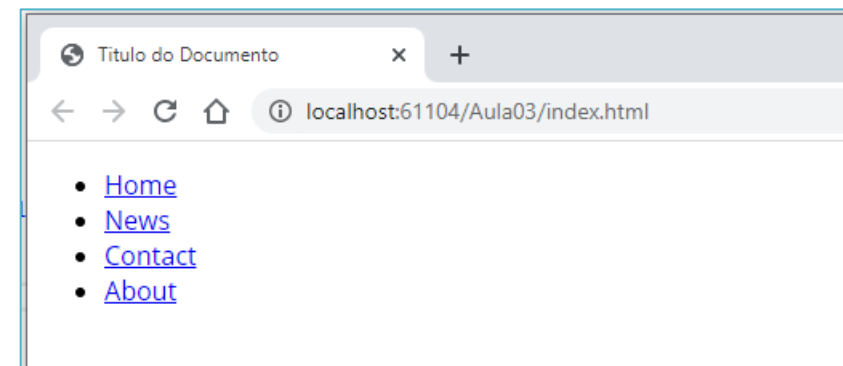 Titulo do Documento
localhost:61104/Aula03/index.html
Home
News
Contact
About